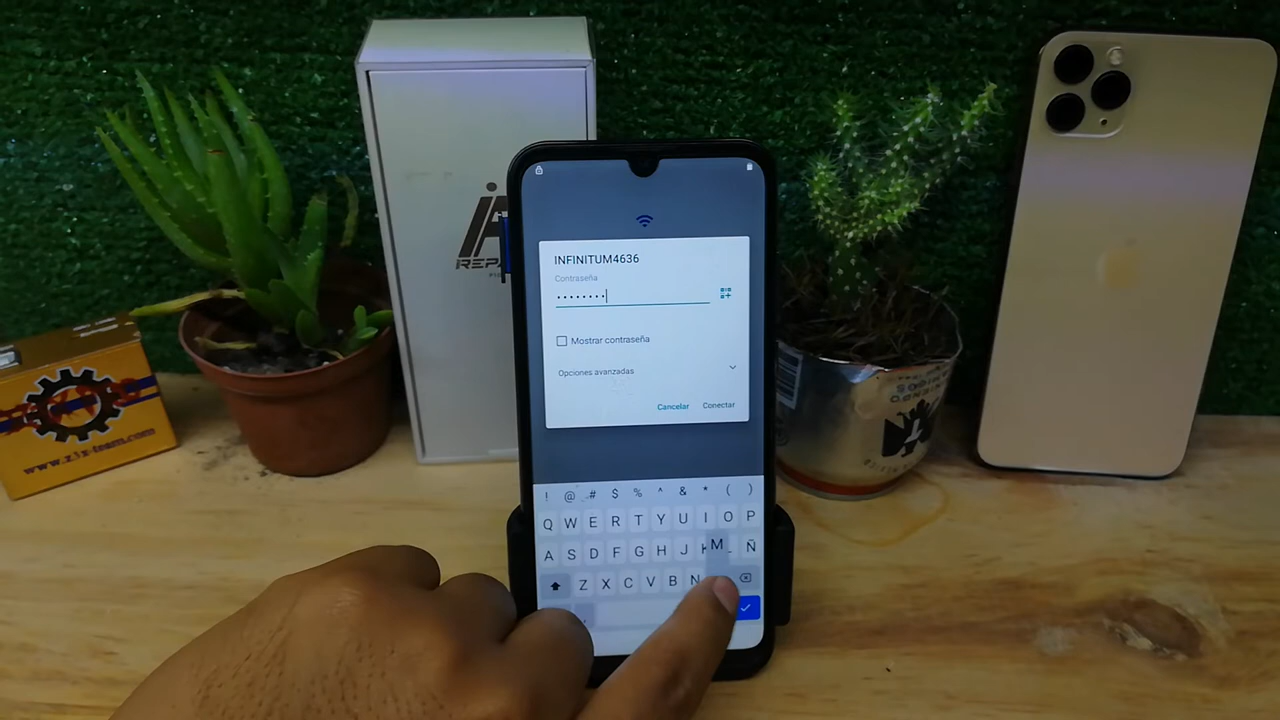 INFINITUM4636
Contraseña
Mostrar contraseña
Opciones avanzadas
Cancelar Conectar
! @ # $ % ^ & * ( )
Q W E R T Y U I O P
A S D F G H J Ñ
M
Z X C V B N
www.z3x-team.com